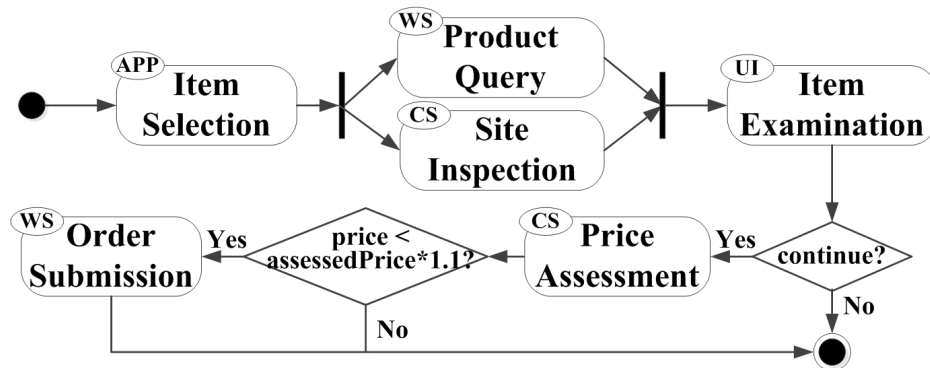 APP
Item
Selection
WS
Product
Query
CS
Site
Inspection
UI
Item
Examination
continue?
Yes
No
CS
Price
Assessment
price <
assessedPrice*1.1?
Yes
No
WS
Order
Submission